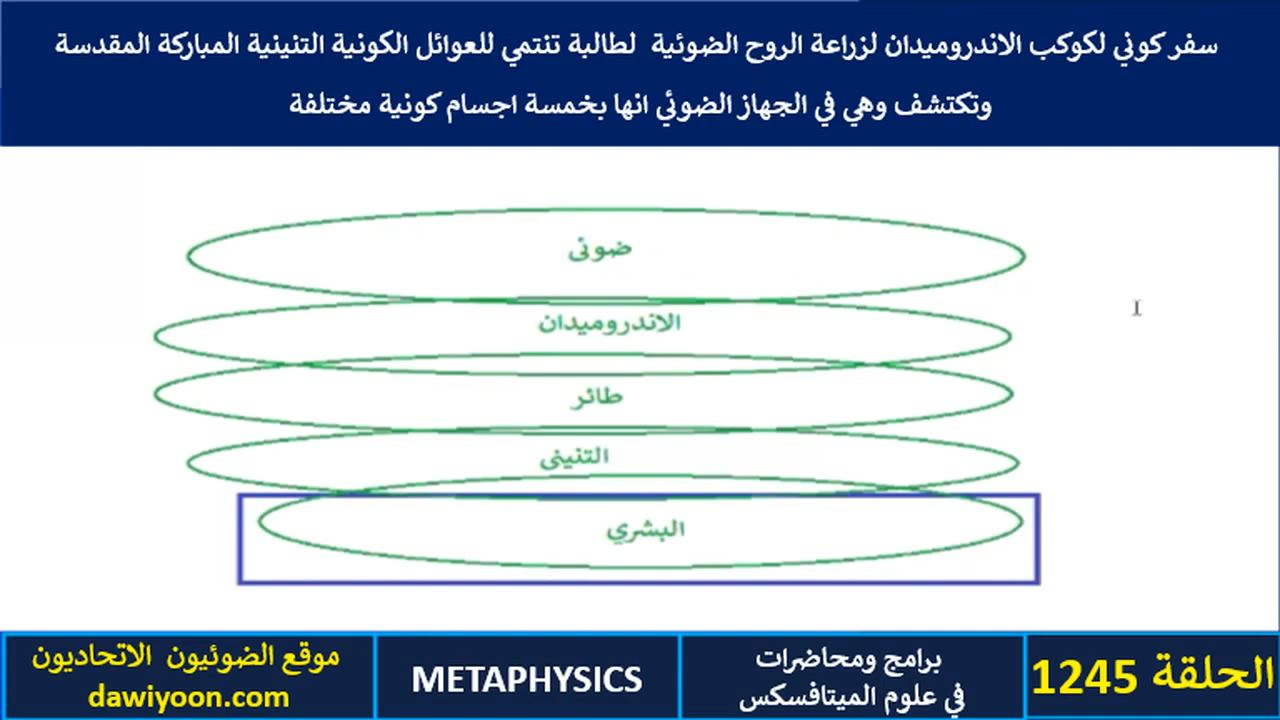 سفر كوني لكوكب الاندروميدان لزراعة الروح الضوئية لطالبة تنتمي للعوائل الكونية التنينية المباركة المقدسة
وتكتشف وهي في الجهاز الضوئي انها بخمسة اجسام كونية مختلفة
ضوئى
الاندروميدان
طائر
التنينى
البشري
الحلقة 1245
برامج ومحاضرات
في علوم الميتافسكس
METAPHYSICS
موقع الضوئيون الاتحاديون
dawiyoon.com